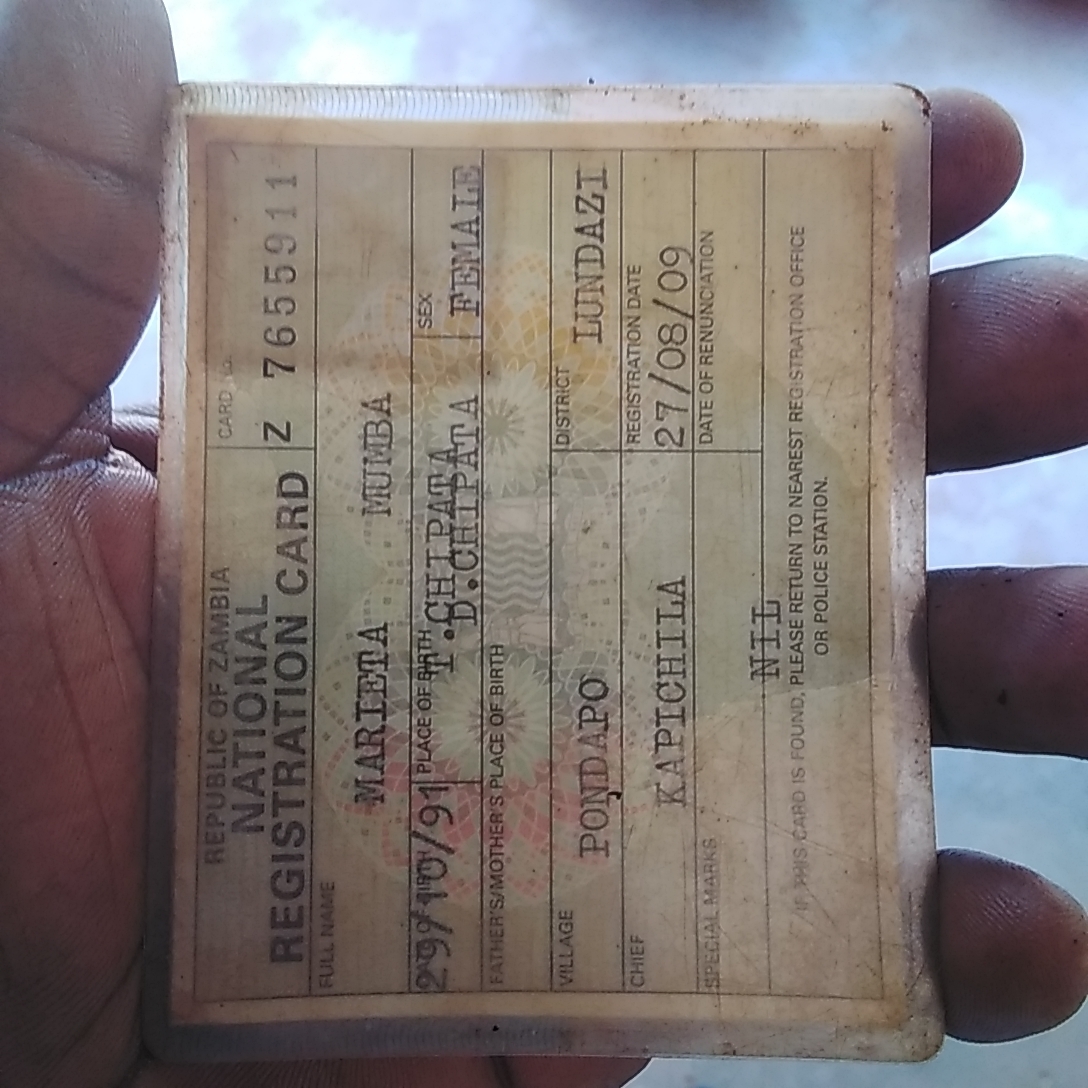 REPUBLIC OF ZAMBIA
NATIONAL
REGISTRATION CARD
CARD No.
Z 7655911
FULL NAME
MARIETA MUMBA
PLACE OF BIRTH
SEX
29/10/91 T.CHIPATA FEMALE
D.CHIPATA
FATHER'S/MOTHER'S PLACE OF BIRTH
VILLAGE
DISTRICT
PONDAPO LUNDAZI
CHIEF
REGISTRATION DATE
KAPICHILA 27/08/09
SPECIAL MARKS
DATE OF RENUNCIATION
NIL
IF THIS CARD IS FOUND, PLEASE RETURN TO NEAREST REGISTRATION OFFICE
OR POLICE STATION.